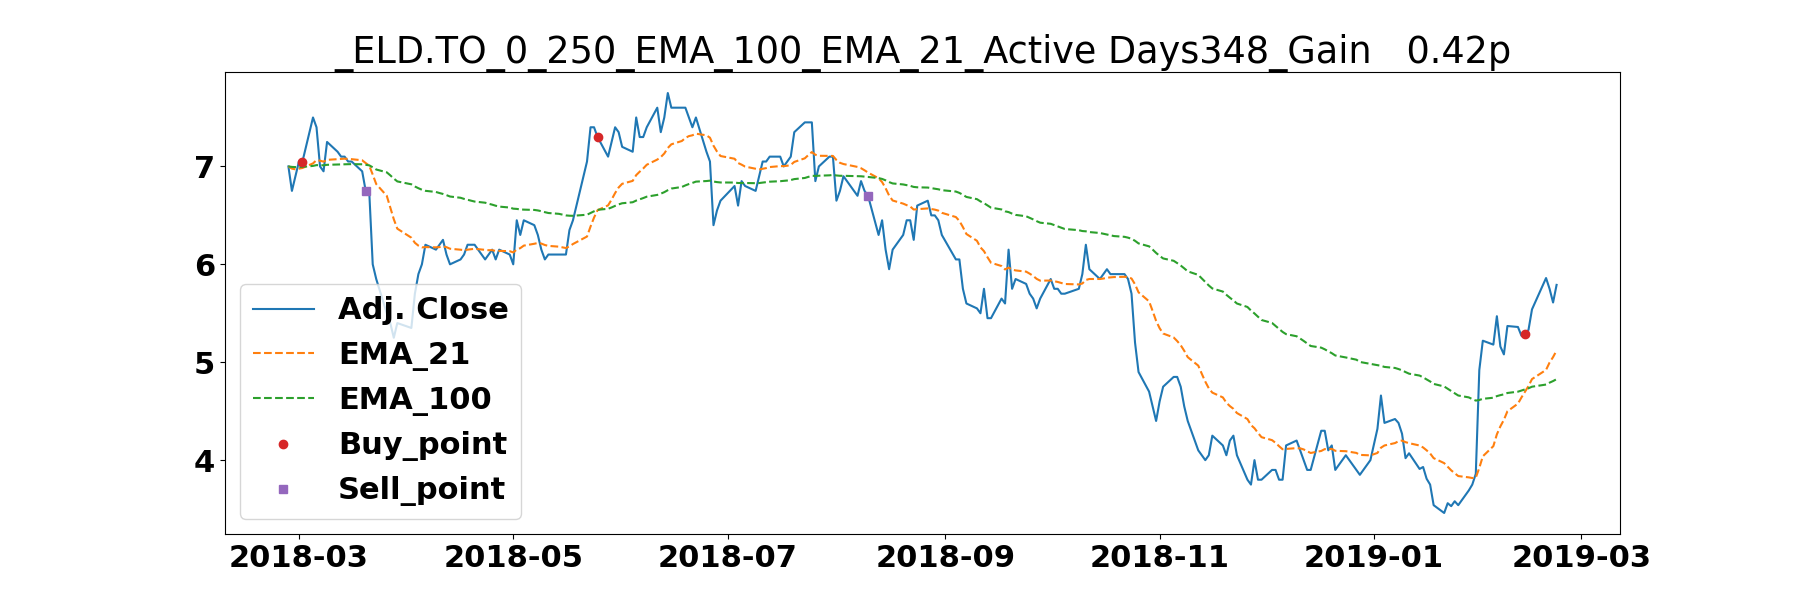 _ELD.TO_0_250_EMA_100_EMA_21_Active Days348_Gain   0.42p
7
6
5
4
Adj. Close
EMA_21
EMA_100
Buy_point
Sell_point
2018-03 2018-05 2018-07 2018-09 2018-11 2019-01 2019-03